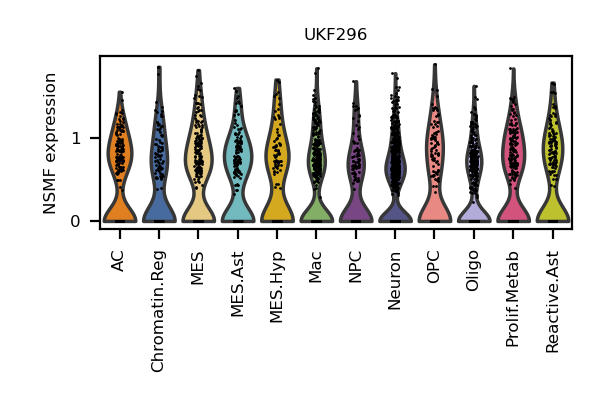 UKF296
NSMF expression
1
0
AC
Chromatin.Reg
MES
MES.Ast
MES.Hyp
Mac
NPC
Neuron
OPC
Oligo
Prolif.Metab
Reactive.Ast